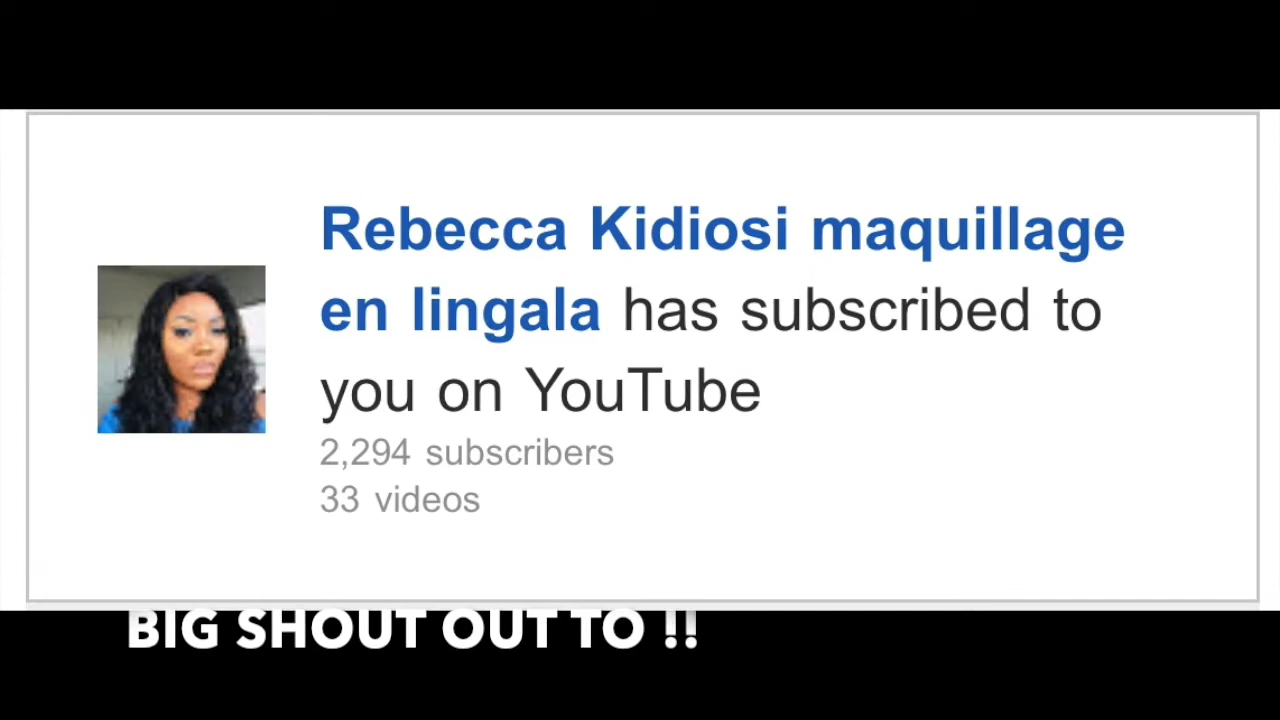 Rebecca Kidiosi maquillage
en lingala has subscribed to
you on YouTube
2,294 subscribers
33 videos
BIG SHOUT OUT TO !!